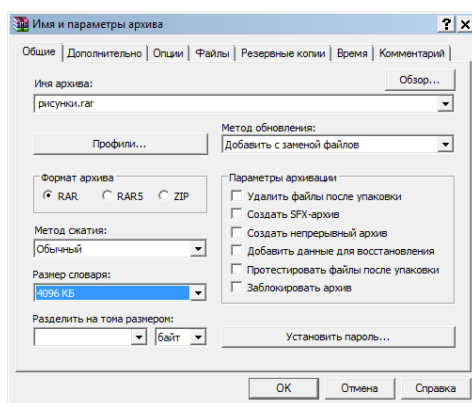 Имя и параметры архива
Общие Дополнительно Опции Файлы Резервные копии Время Комментарий
Имя архива:
Обзор...
рисунки.rar
Профили...
Метод обновления:
Добавить с заменой файлов
Формат архива
RAR RAR5 ZIP
Метод сжатия:
Обычный
Размер словаря:
4096 КБ
Разделить на тома размером:
байт
Параметры архивации
Удалить файлы после упаковки
Создать SFX-архив
Создать непрерывный архив
Добавить данные для восстановления
Протестировать файлы после упаковки
Заблокировать архив
Установить пароль...
OK Отмена Справка